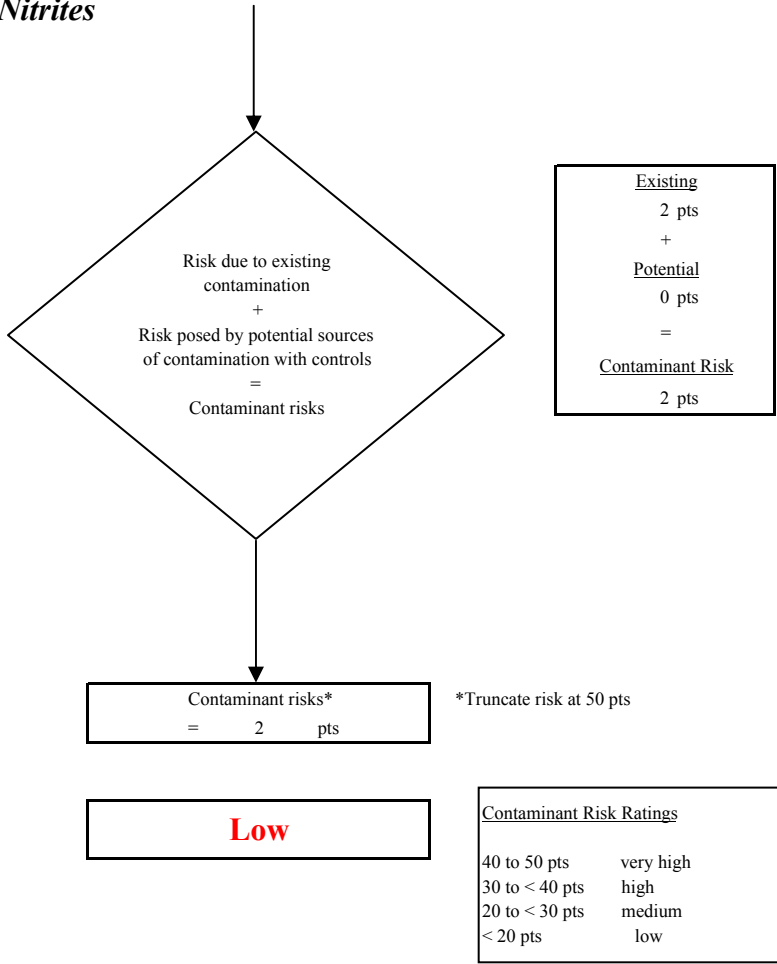 Nitrites
Risk due to existing
contamination
+
Risk posed by potential sources
of contamination with controls
=
Contaminant risks
Existing
2 pts
+
Potential
0 pts
=
Contaminant Risk
2 pts
Contaminant risks*
= 2 pts
*Truncate risk at 50 pts
Low
Contaminant Risk Ratings
40 to 50 pts very high
30 to < 40 pts high
20 to < 30 pts medium
< 20 pts low